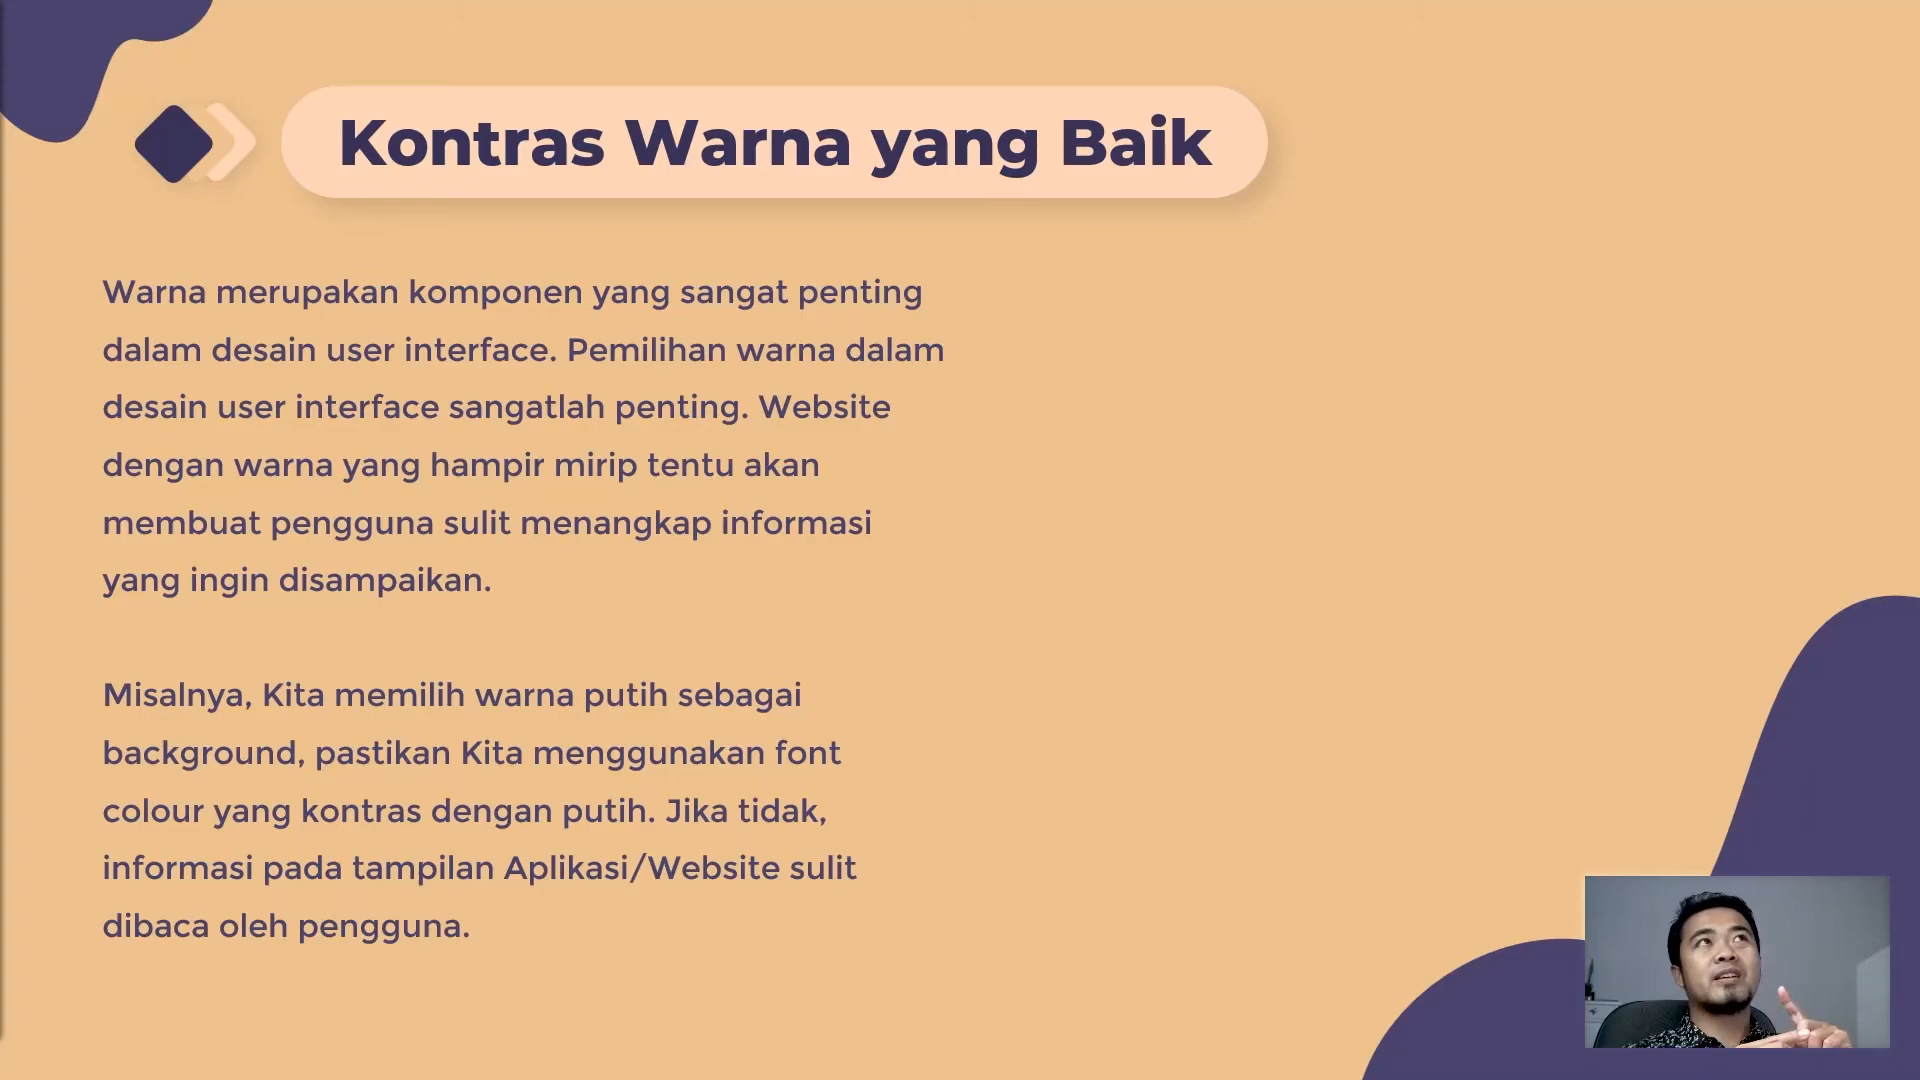 Kontras Warna yang Baik
Warna merupakan komponen yang sangat penting
dalam desain user interface. Pemilihan warna dalam
desain user interface sangatlah penting. Website
dengan warna yang hampir mirip tentu akan
membuat pengguna sulit menangkap informasi
yang ingin disampaikan.
Misalnya, Kita memilih warna putih sebagai
background, pastikan Kita menggunakan font
colour yang kontras dengan putih. Jika tidak,
informasi pada tampilan Aplikasi/Website sulit
dibaca oleh pengguna.